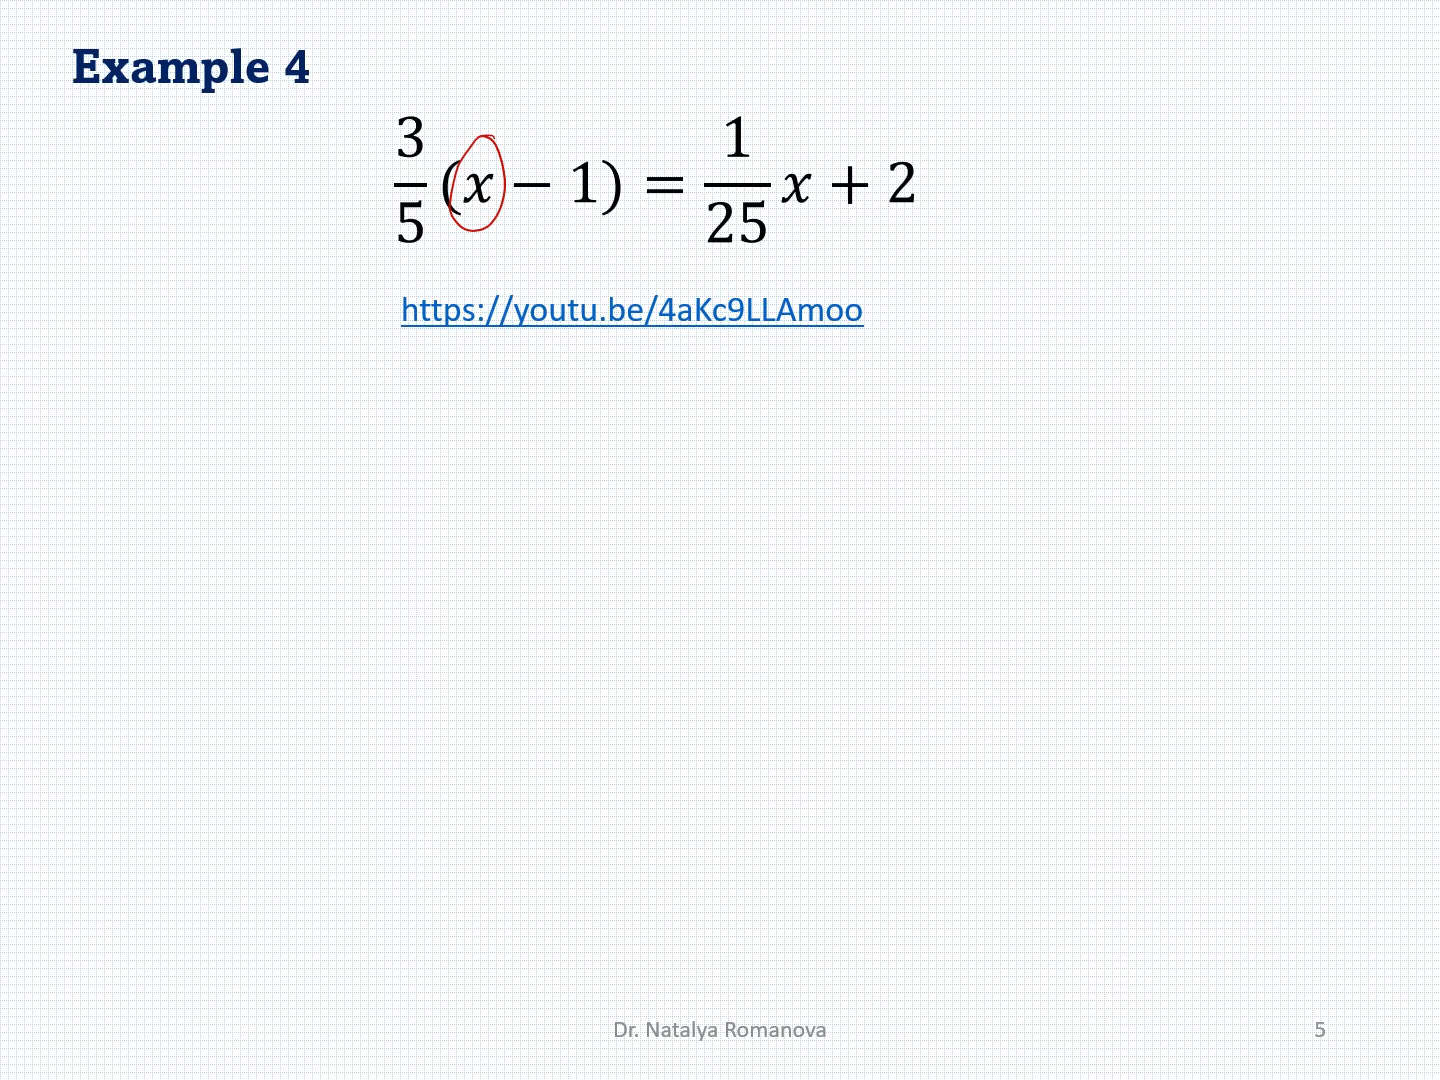 Example 4
3/5 (x − 1) = 1/25 x + 2
https://youtu.be/4aKc9LLAmoo
Dr. Natalya Romanova
5